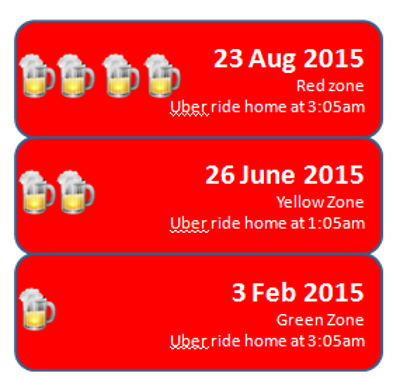 23 Aug 2015
Red zone
Uber ride home at 3:05am
26 June 2015
Yellow Zone
Uber ride home at 1:05am
3 Feb 2015
Green Zone
Uber ride home at 3:05am